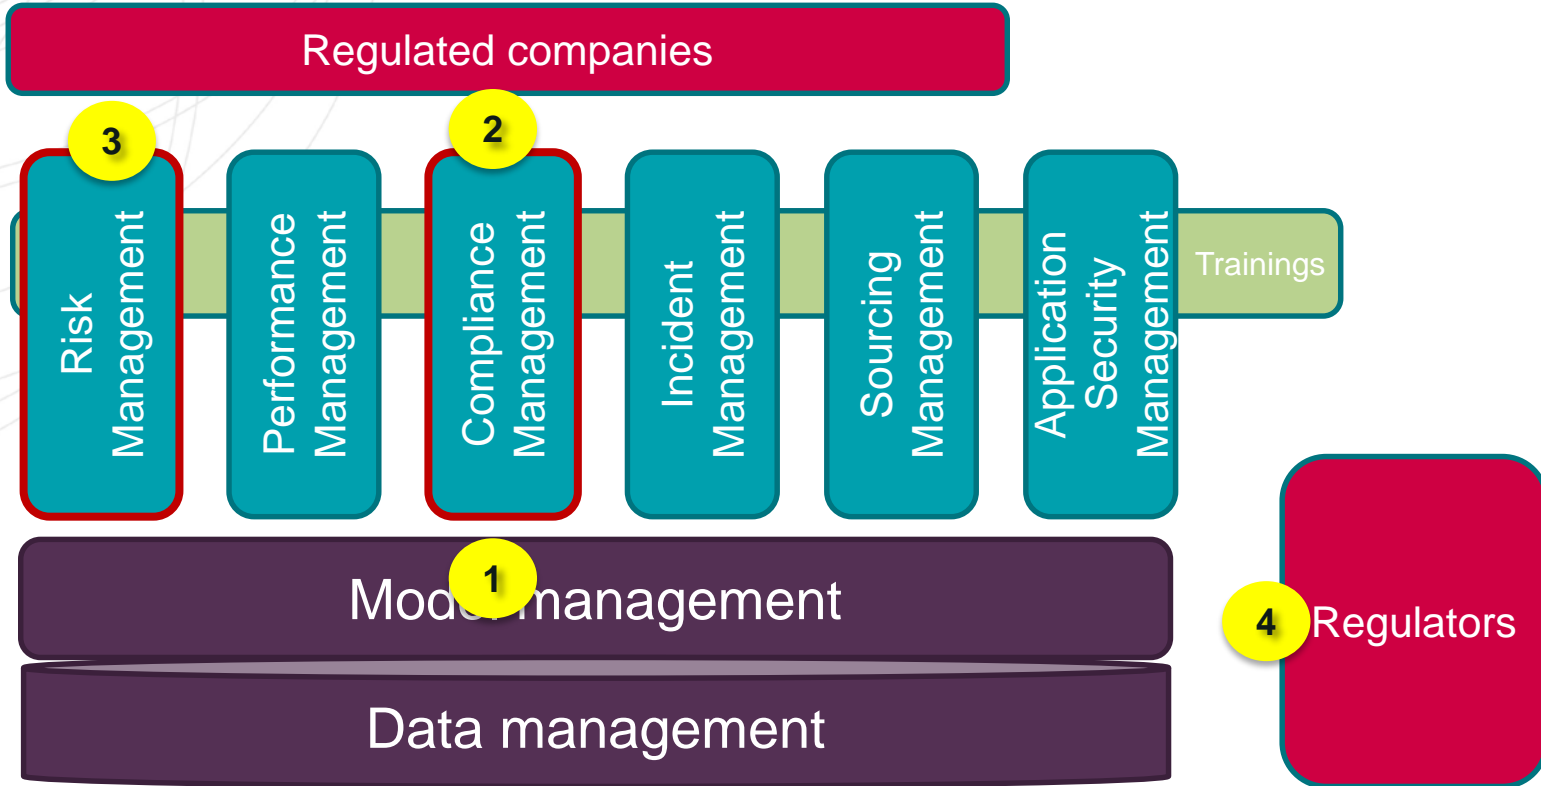 Regulated companies
3
2
Risk
Management
Performance
Management
Compliance
Management
Incident
Management
Sourcing
Management
Application
Security
Management
Trainings
1
management
4
Regulators
Data management